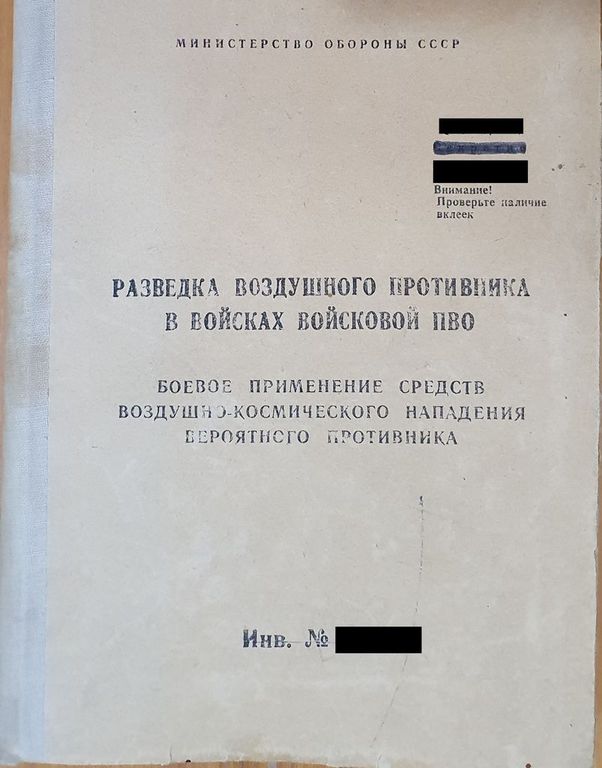 МИНИСТЕРСТВО ОБОРОНЫ СССР
Внимание!
Проверьте наличие
вклеек
РАЗВЕДКА ВОЗДУШНОГО ПРОТИВНИКА
В ВОЙСКАХ ВОЙСКОВОЙ ПВО
БОЕВОЕ ПРИМЕНЕНИЕ СРЕДСТВ
ВОЗДУШНО-КОСМИЧЕСКОГО НАПАДЕНИЯ
ВЕРОЯТНОГО ПРОТИВНИКА
Инв. №